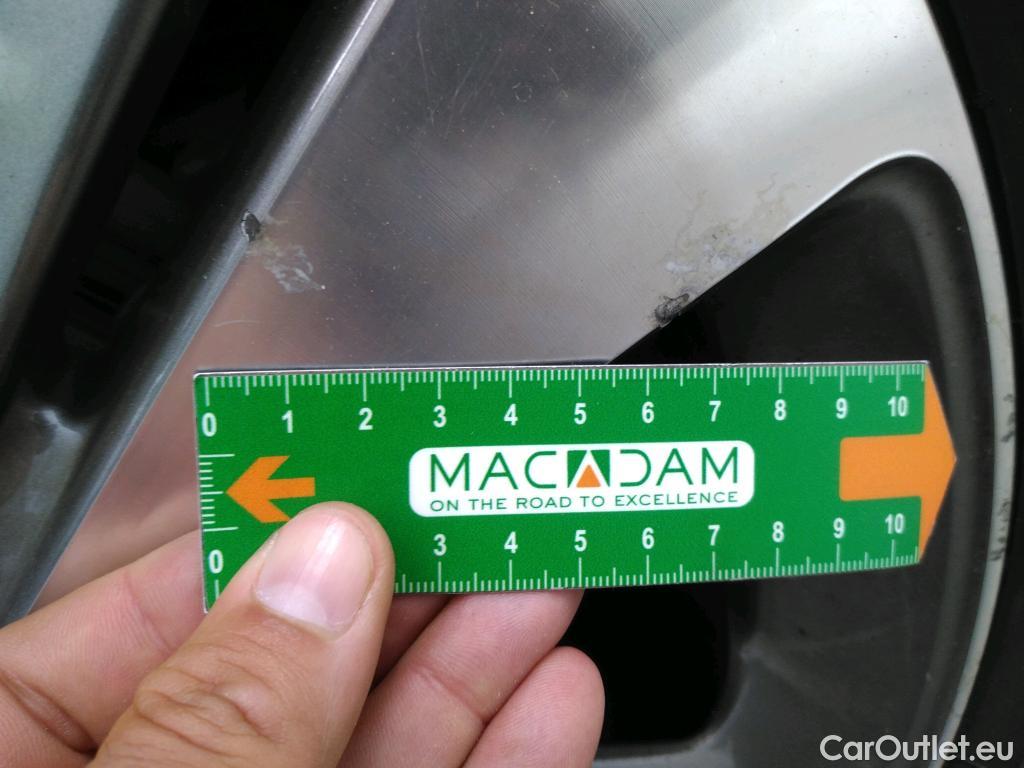 0 1 2 3 4 5 6 7 8 9 10
MACADAM
ON THE ROAD TO EXCELLENCE
0 3 4 5 6 7 8 9 10
CarOutlet.eu